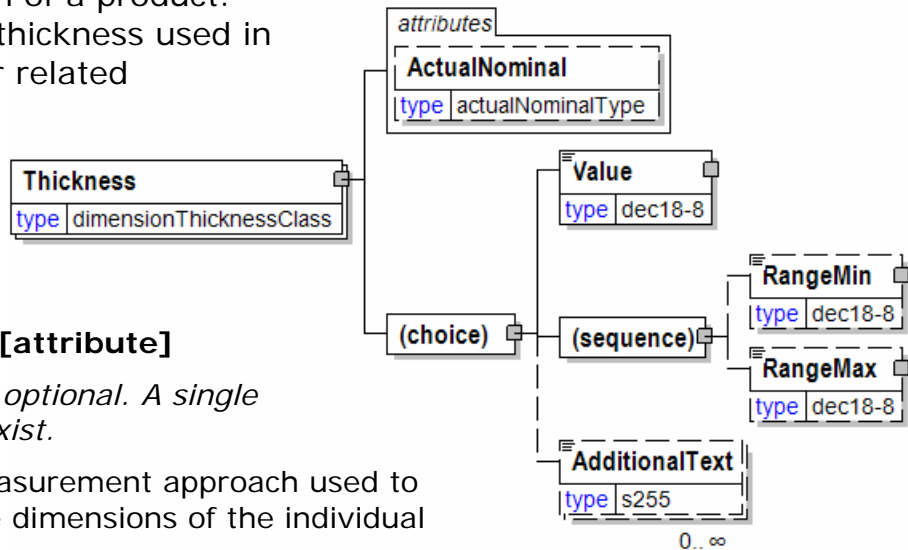 n of a product.
thickness used in
r related
attributes
ActualNominal
type actualNominalType
Thickness
type dimensionThicknessClass
Value
type dec18-8
RangeMin
type dec18-8
(choice)
(sequence)
RangeMax
type dec18-8
AdditionalText
type s255
0.. ∞
[attribute]
optional. A single
xist.
asurement approach used to
e dimensions of the individual